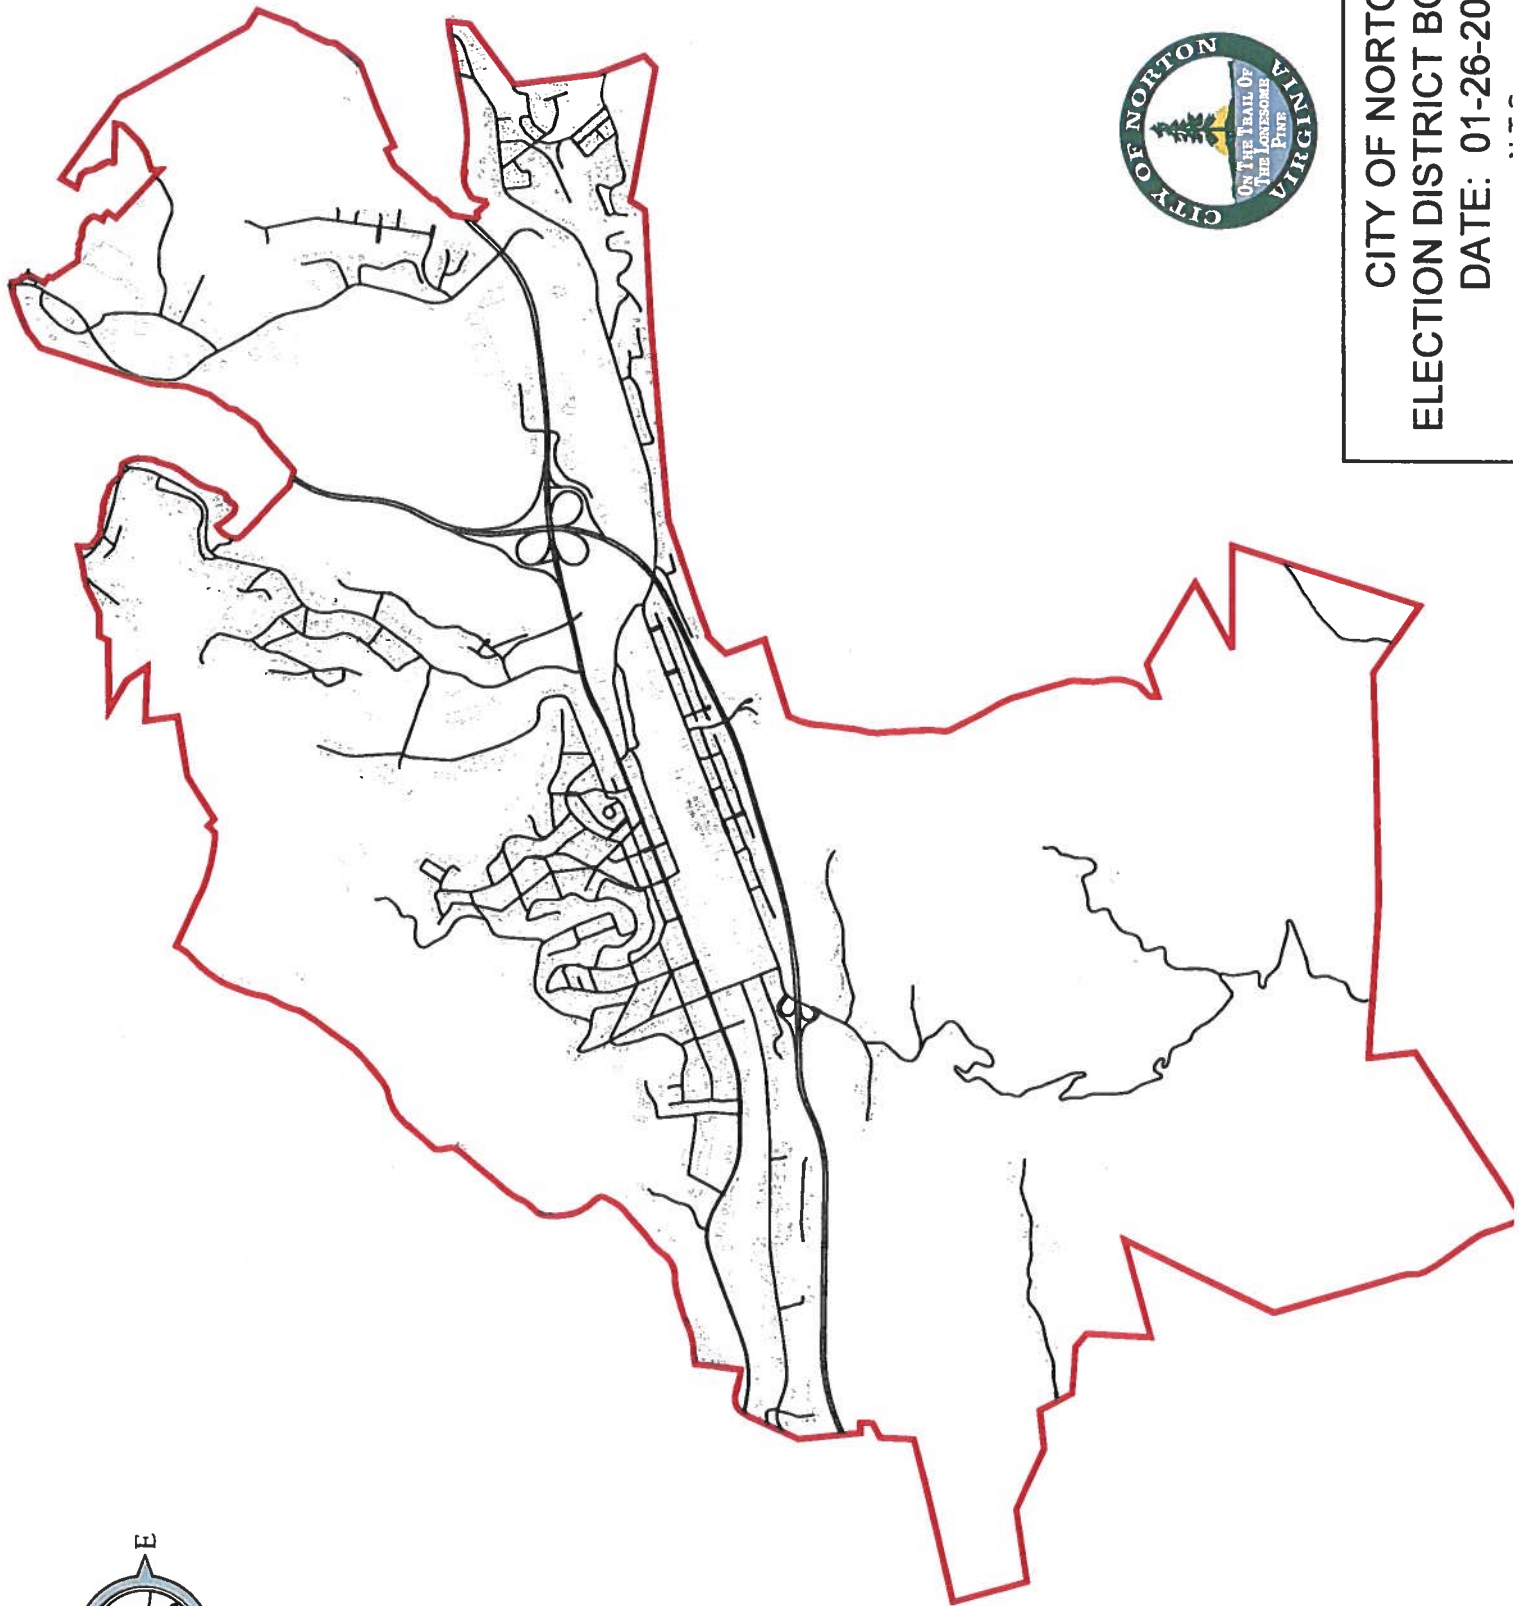 CITY OF NORTON
VIRGINIA
ON THE TRAIL OF
THE LONESOME
PINE
CITY OF NORTO
ELECTION DISTRICT BO
DATE: 01-26-20
E